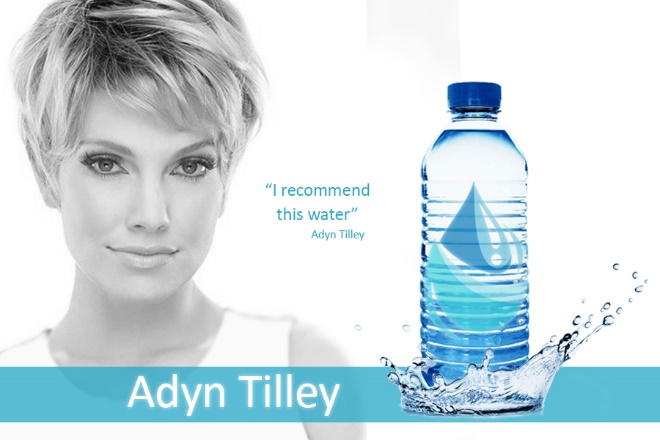 “I recommend
this water”
Adyn Tilley
Adyn Tilley